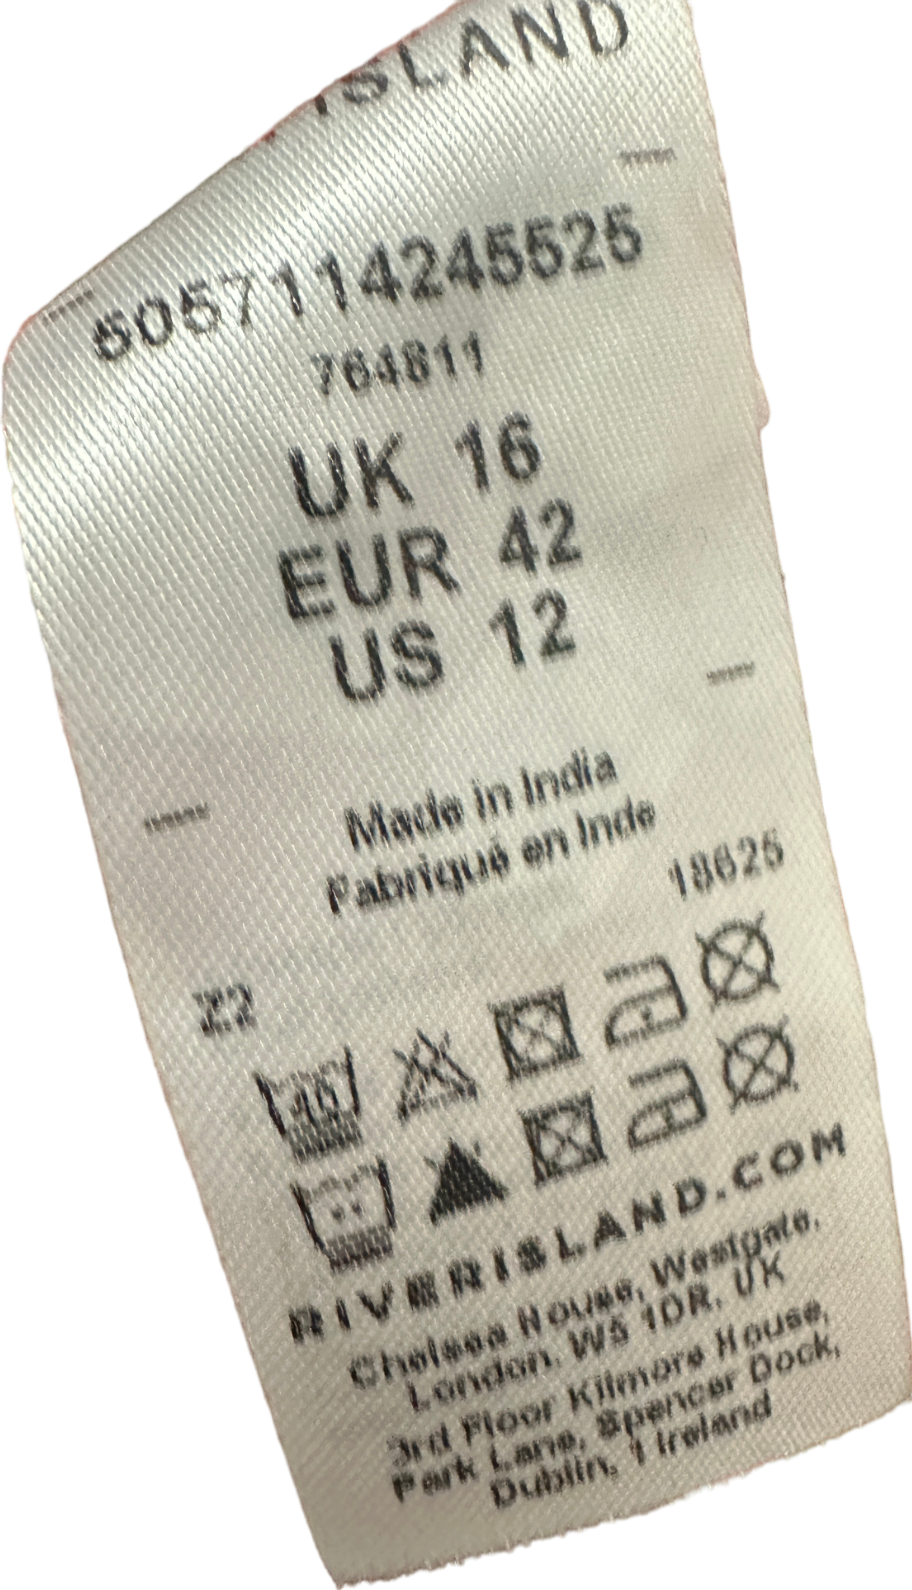 ISLAND
5057114245525
764811
UK 16
EUR 42
US 12
Made in India
Fabriqué en Inde
18625
Z2
40
RIVERISLAND.COM
Chelsea House, Westgate,
London, W5 1DR, UK
3rd Floor Kilmore House,
Park Lane, Spencer Dock,
Dublin, 1 Ireland